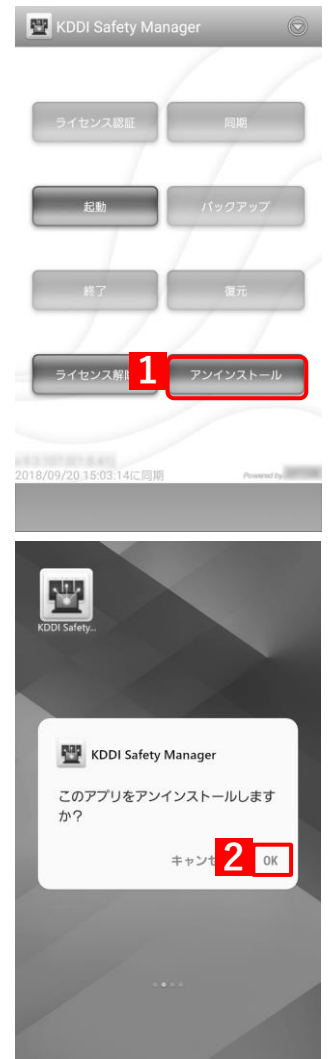 KDDI Safety Manager
ライセンス認証
同期
起動
バックアップ
終了
復元
ライセンス解
1
アンインストール
2018/09/20 15:03:14に同期
Powered by
KDDI Safety...
KDDI Safety Manager
このアプリをアンインストールします
か？
キャンセ
2
OK